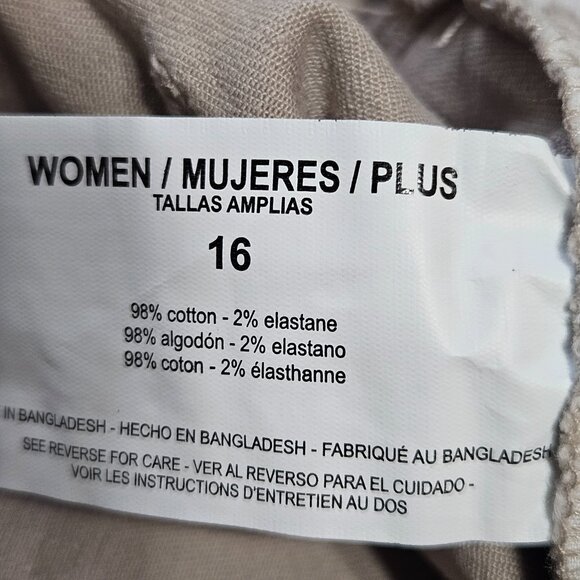 WOMEN / MUJERES / PLUS
TALLAS AMPLIAS
16
98% cotton - 2% elastane
98% algodón - 2% elastano
98% coton - 2% élasthanne
IN BANGLADESH - HECHO EN BANGLADESH - FABRIQUÉ AU BANGLADESH
SEE REVERSE FOR CARE - VER AL REVERSO PARA EL CUIDADO -
VOIR LES INSTRUCTIONS D'ENTRETIEN AU DOS